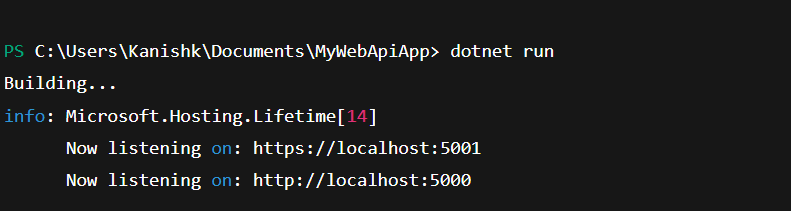 PS C:\Users\Kanishk\Documents\MyWebApiApp> dotnet run
Building...
info: Microsoft.Hosting.Lifetime[14]
Now listening on: https://localhost:5001
Now listening on: http://localhost:5000